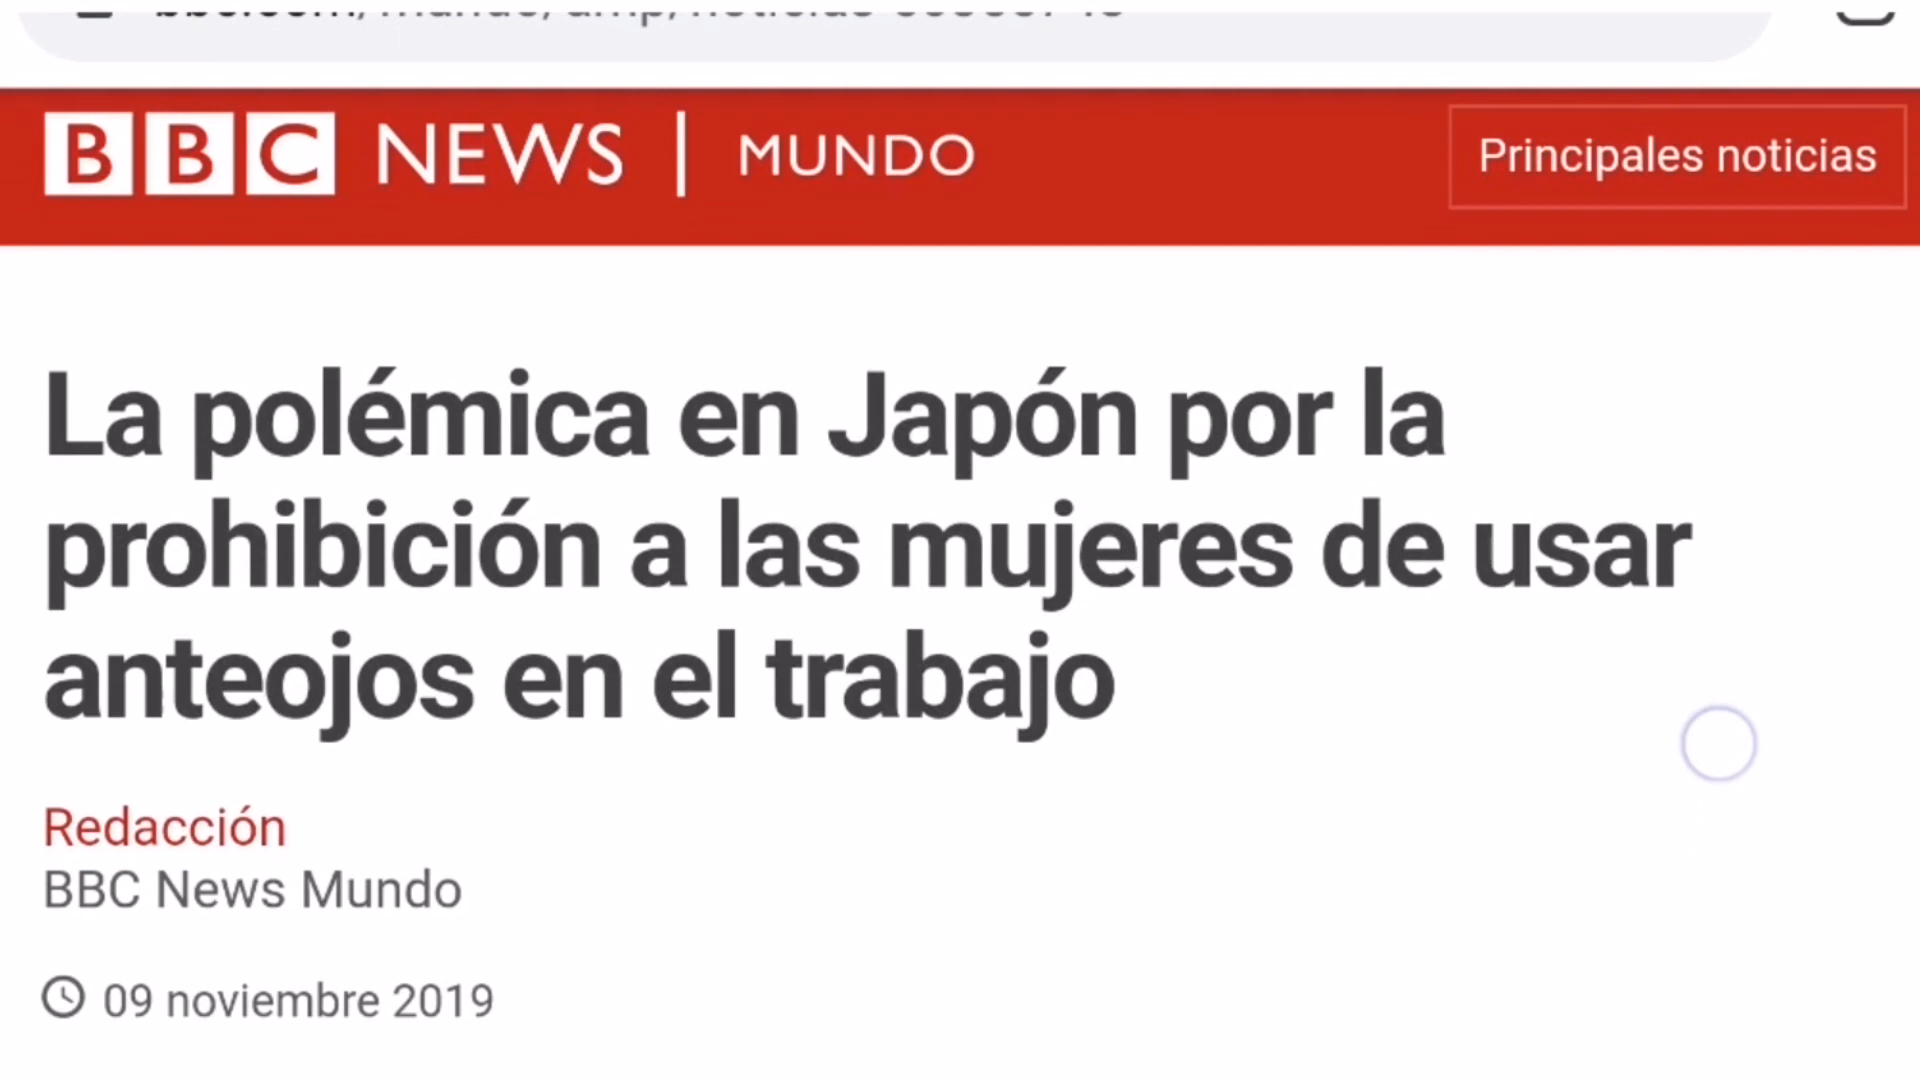 BBC NEWS | MUNDO
Principales noticias
La polémica en Japón por la
prohibición a las mujeres de usar
anteojos en el trabajo
Redacción
BBC News Mundo
09 noviembre 2019